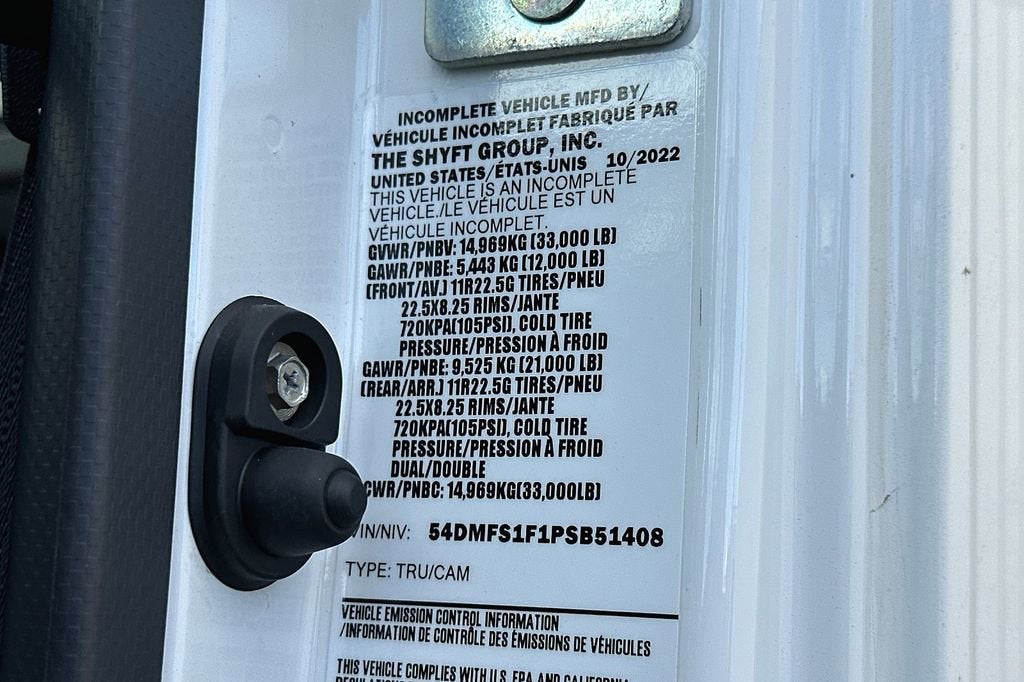 INCOMPLETE VEHICLE MFD BY/
VÉHICULE INCOMPLET FABRIQUÉ PAR
THE SHYFT GROUP, INC.
UNITED STATES/ÉTATS-UNIS 10/2022
THIS VEHICLE IS AN INCOMPLETE
VEHICLE./LE VÉHICULE EST UN
VÉHICULE INCOMPLET.
GVWR/PNBV: 14,969KG (33,000 LB)
GAWR/PNBE: 5,443 KG (12,000 LB)
(FRONT/AV.) 11R22.5G TIRES/PNEU
22.5X8.25 RIMS/JANTE
720KPA(105PSI), COLD TIRE
PRESSURE/PRESSION À FROID
GAWR/PNBE: 9,525 KG (21,000 LB)
(REAR/ARR.) 11R22.5G TIRES/PNEU
22.5X8.25 RIMS/JANTE
720KPA(105PSI), COLD TIRE
PRESSURE/PRESSION À FROID
DUAL/DOUBLE
CWR/PNBC: 14,969KG(33,000LB)
VIN/NIV: 54DMFS1F1PSB51408
TYPE: TRU/CAM
VEHICLE EMISSION CONTROL INFORMATION
/INFORMATION DE CONTRÔLE DES ÉMISSIONS DE VÉHICULES
THIS VEHICLE COMPLIES WITH U.S. EPA AND CALIFORNIA